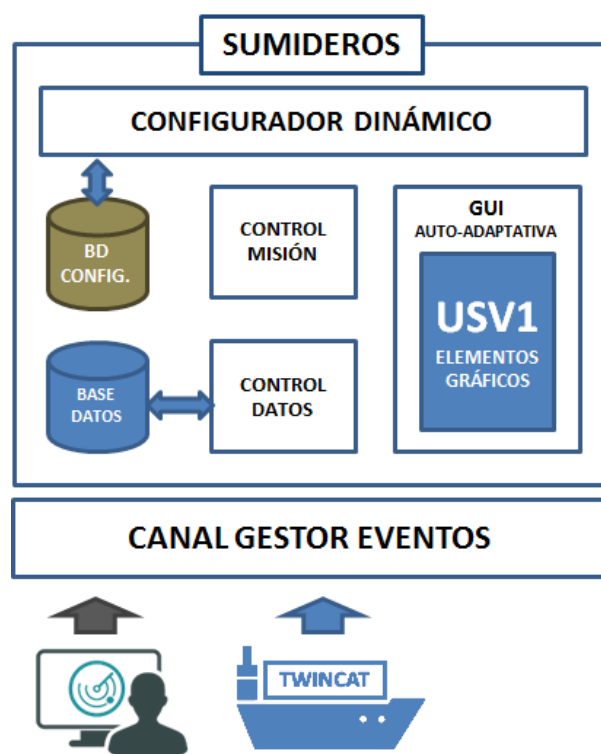 SUMIDEROS
CONFIGURADOR DINÁMICO
BD
CONFIG.
CONTROL
MISIÓN
GUI
AUTO-ADAPTATIVA
USV1
ELEMENTOS
GRÁFICOS
BASE
DATOS
CONTROL
DATOS
CANAL GESTOR EVENTOS
TWINCAT